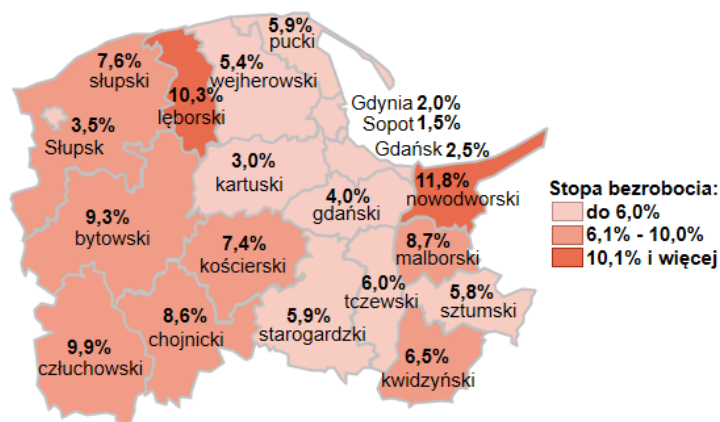 5,9%
pucki
7,6%
słupski
5,4%
wejherowski
10,3%
lęborski
Gdynia 2,0%
Sopot 1,5%
Gdańsk 2,5%
3,5%
Słupsk
3,0%
kartuski
4,0%
gdański
11,8%
nowodworski
Stopa bezrobocia:
do 6,0%
6,1% - 10,0%
10,1% i więcej
9,3%
bytowski
7,4%
kościerski
8,7%
malborski
6,0%
tczewski
5,8%
sztumski
5,9%
starogardzki
8,6%
chojnicki
9,9%
człuchowski
6,5%
kwidzyński